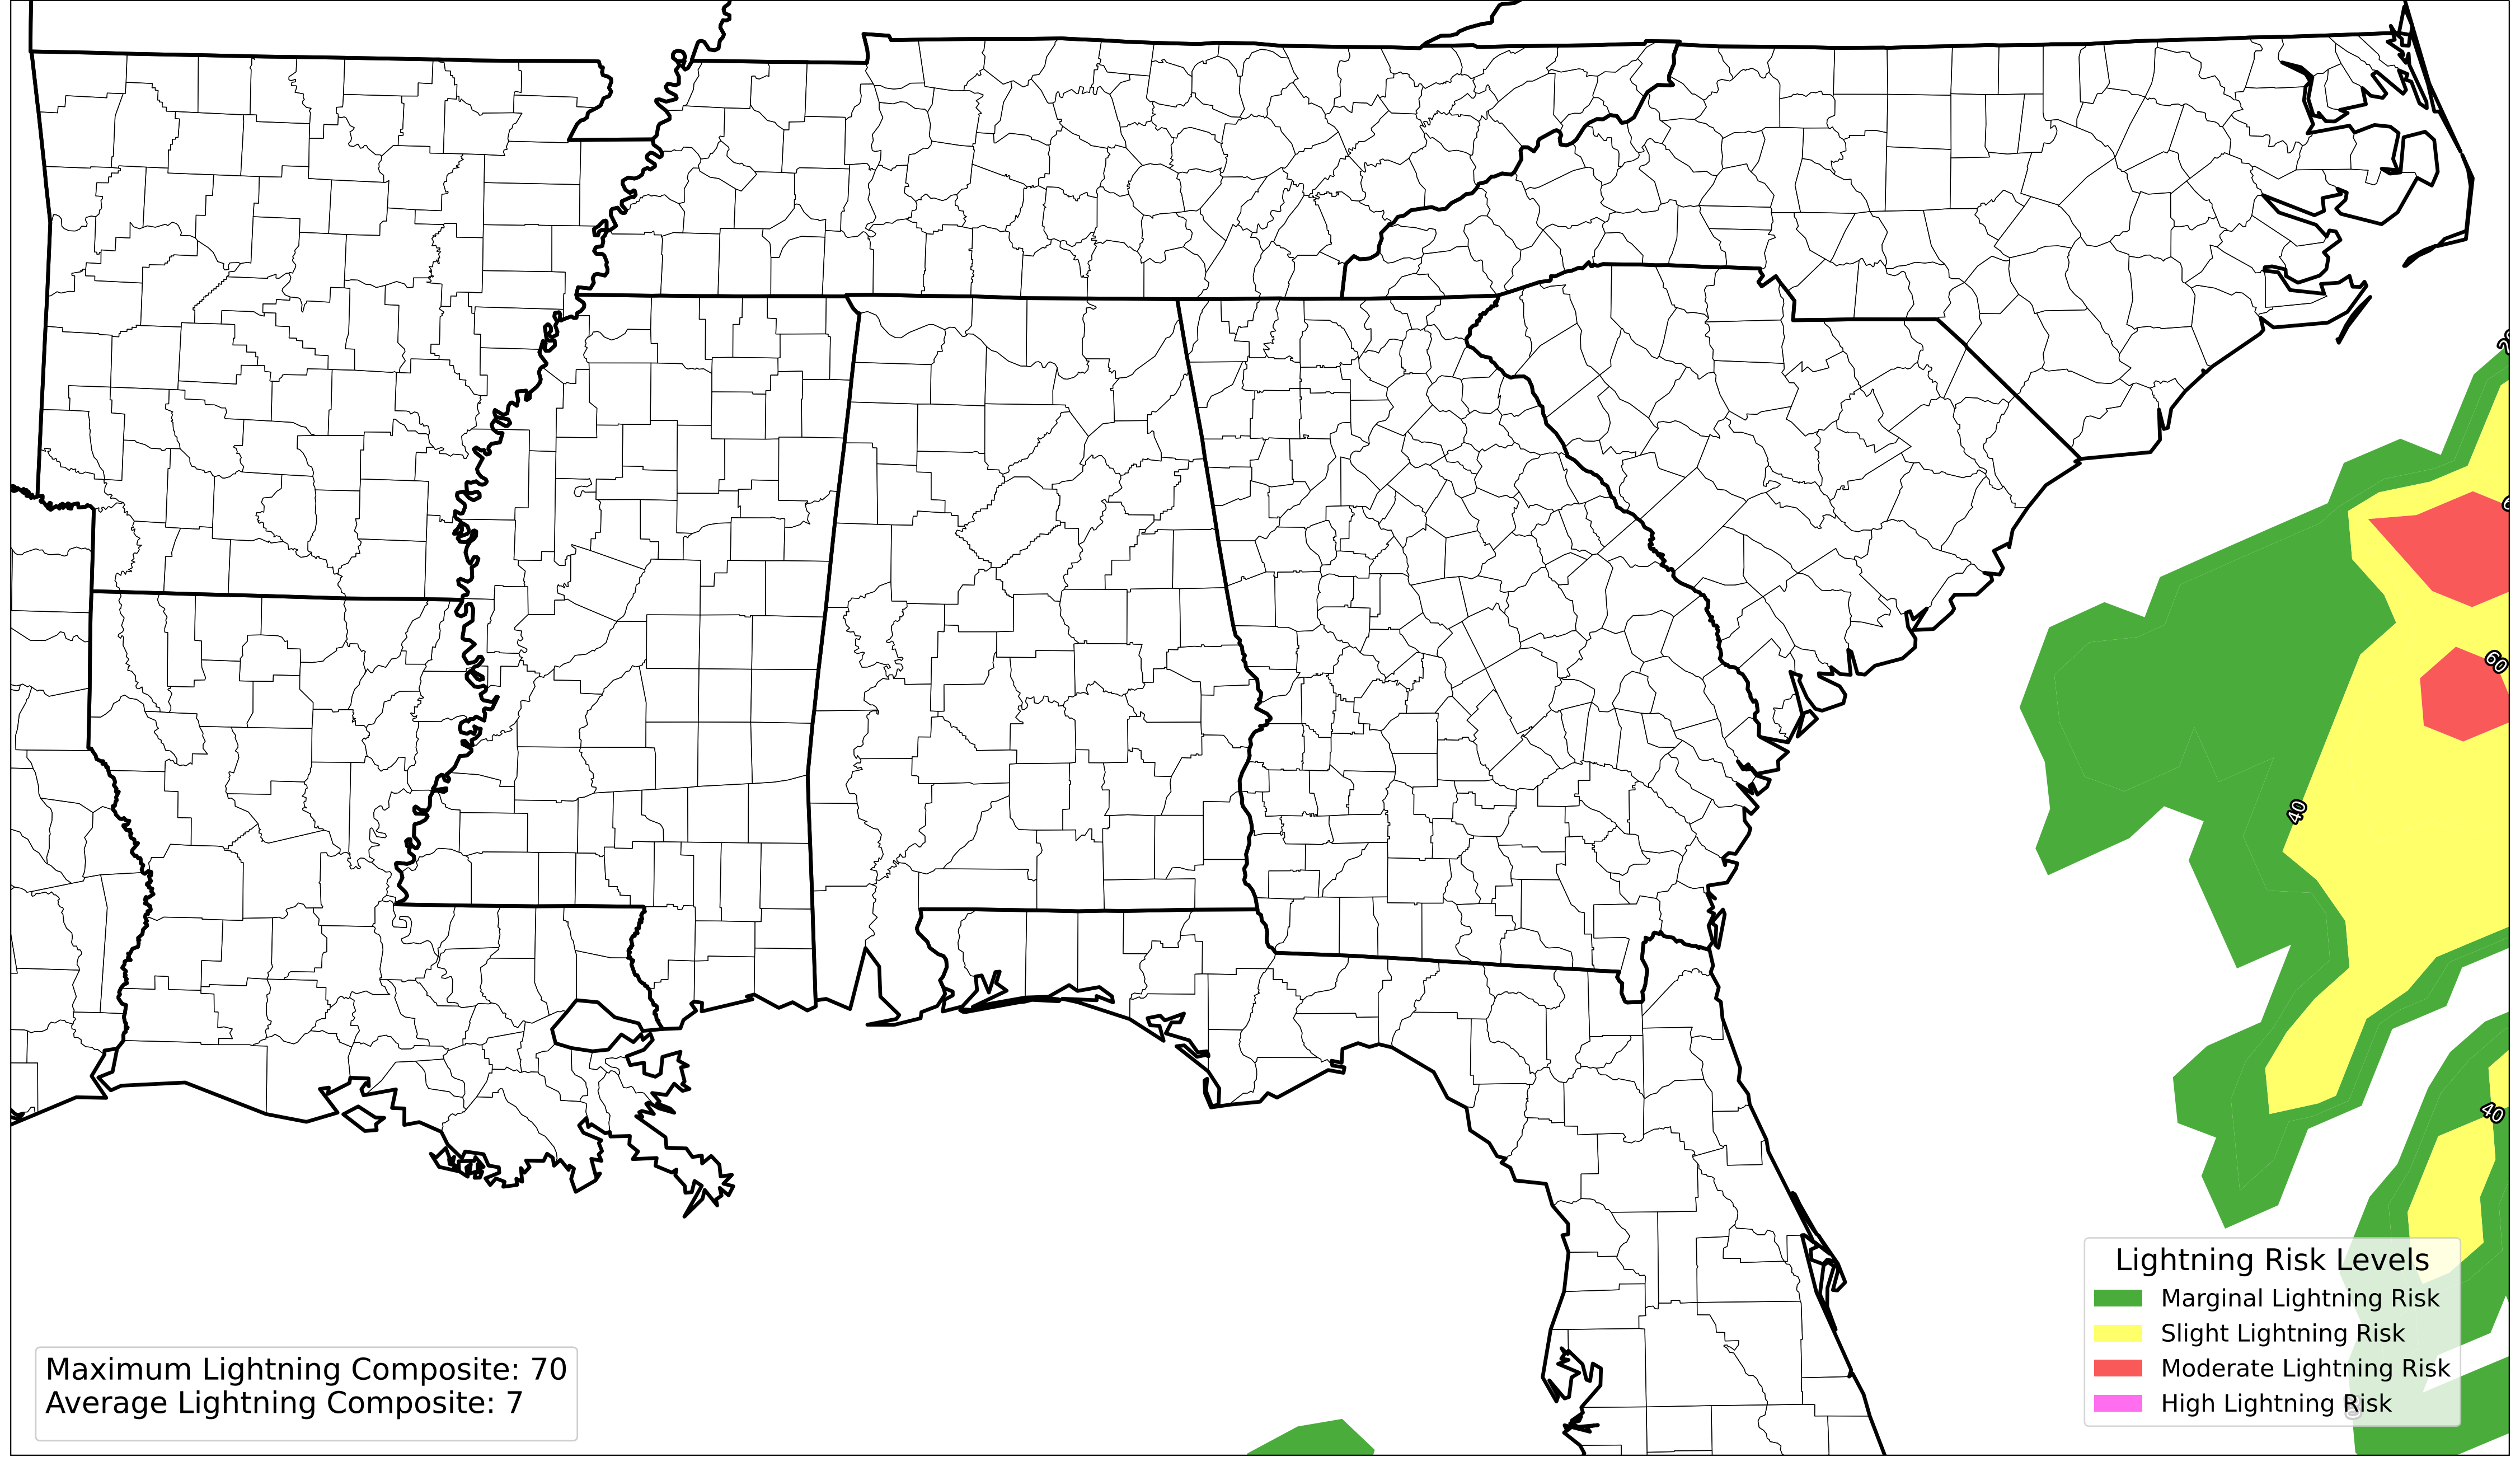 60
40
40
Lightning Risk Levels
Marginal Lightning Risk
Slight Lightning Risk
Moderate Lightning Risk
High Lightning Risk
Maximum Lightning Composite: 70
Average Lightning Composite: 7